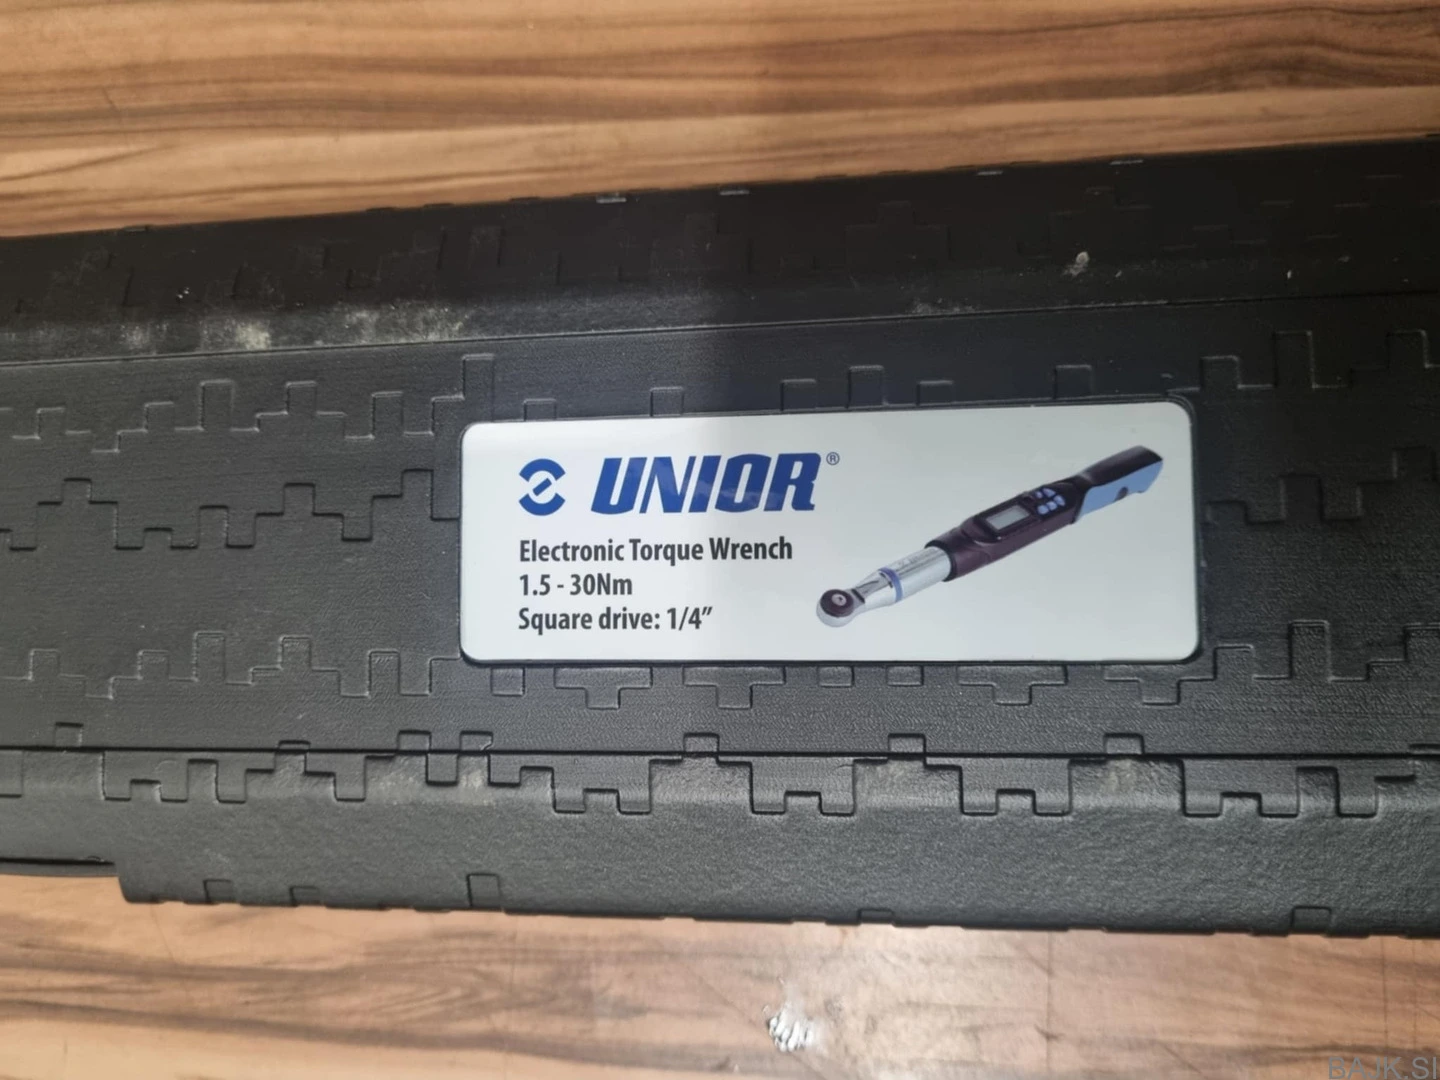 UNIOR®
Electronic Torque Wrench
1.5 - 30Nm
Square drive: 1/4”
BAJK.SI